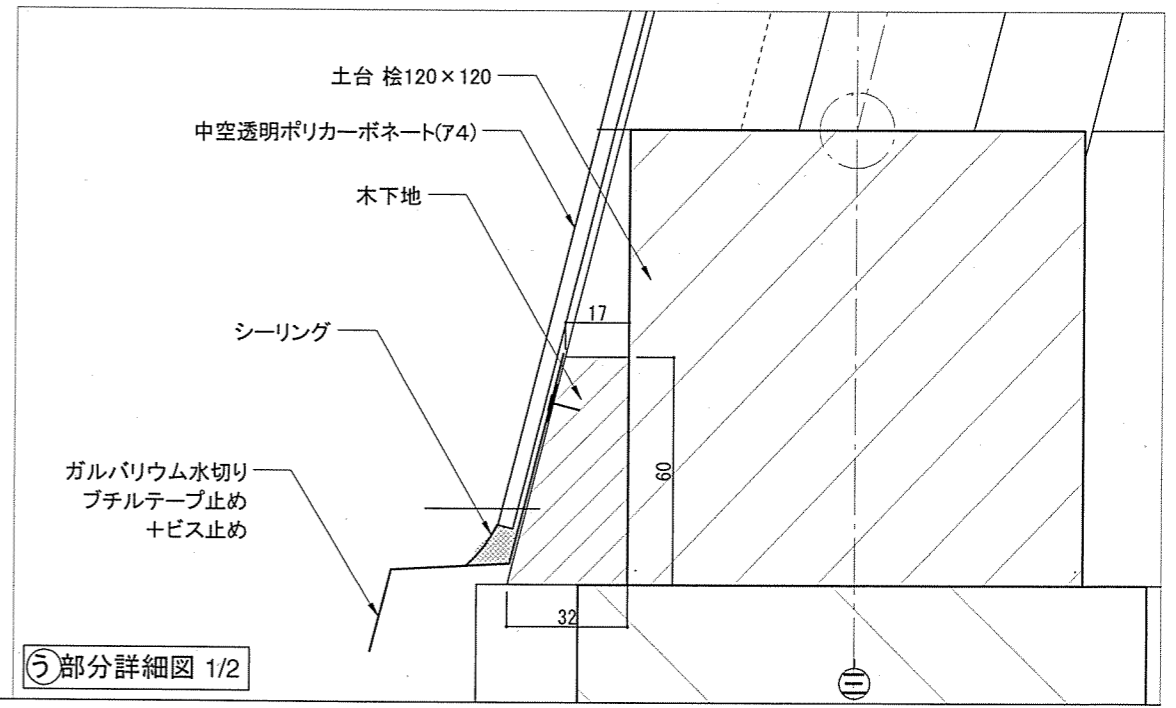 土台 桧120×120
中空透明ポリカーボネート(ア4)
木下地
17
シーリング
60
ガルバリウム水切り
ブチルテープ止め
+ビス止め
32
う部分詳細図 1/2